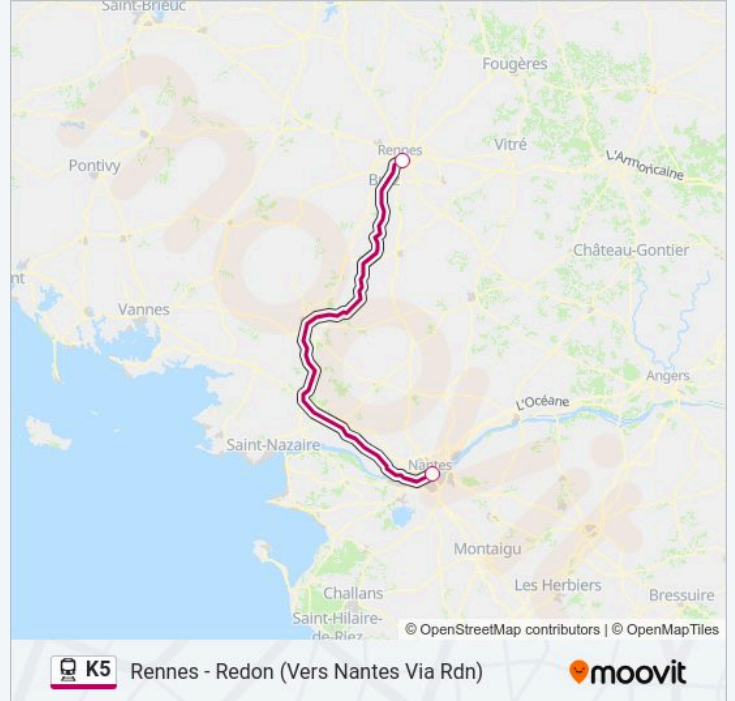 Saint-Brieuc
Fougères
Rennes
Vitré
L'Armoricaine
Pontivy
Château-Gontier
Vannes
Angers
L'Océane
Saint-Nazaire
Nantes
Montaigu
Les Herbiers
Challans
Bressuire
Saint-Hilaire-
de-Riez
© OpenStreetMap contributors | © OpenMapTiles
K5 Rennes - Redon (Vers Nantes Via Rdn)
moovit
moovit